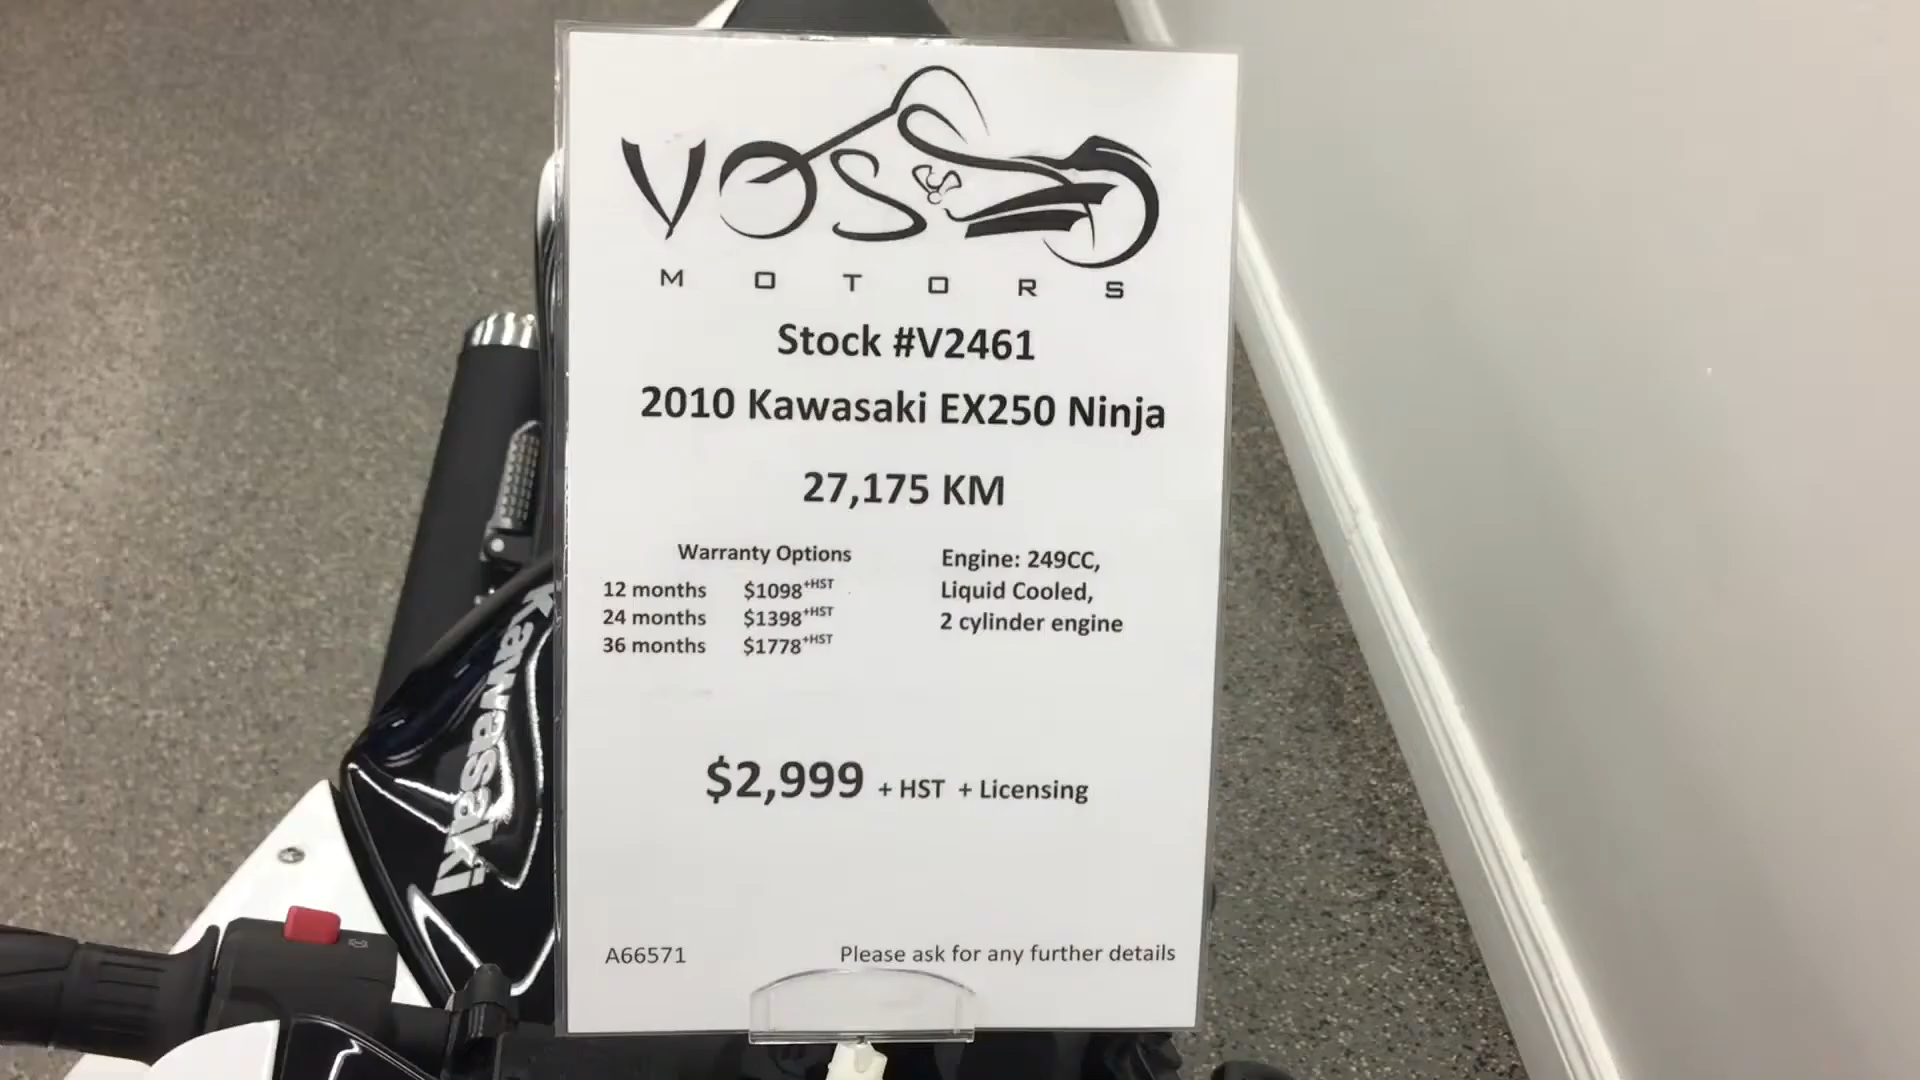 VOS
MOTORS
Stock #V2461
2010 Kawasaki EX250 Ninja
27,175 KM
Warranty Options
12 months $1098+HST
24 months $1398+HST
36 months $1778+HST
Engine: 249CC,
Liquid Cooled,
2 cylinder engine
$2,999 + HST + Licensing
A66571 Please ask for any further details
Kawasaki